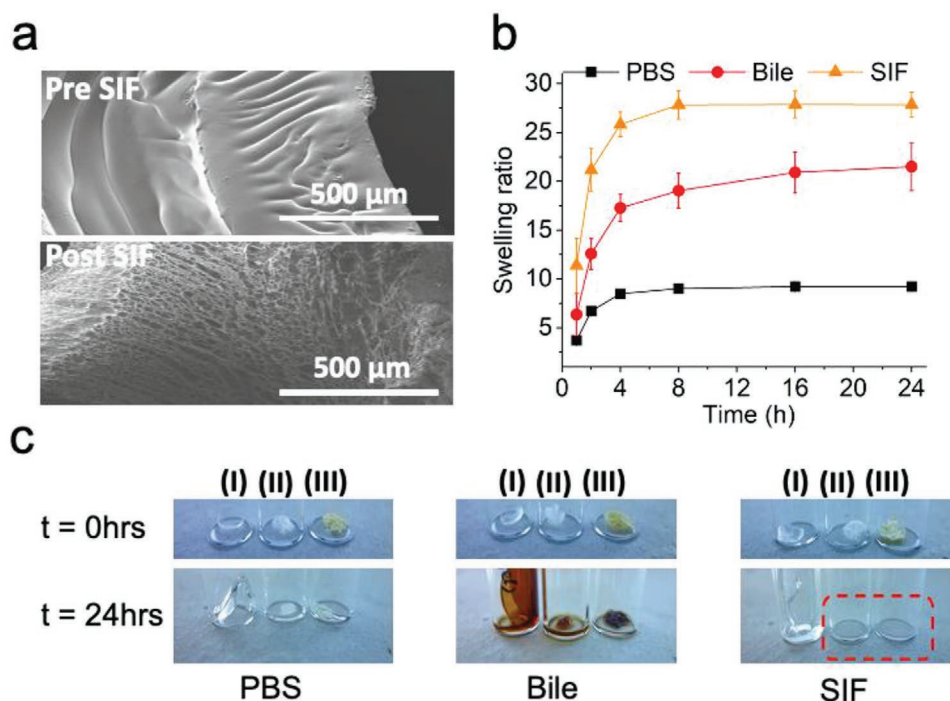 a
Pre SIF
500 μm
Post SIF
500 μm
b
PBS Bile SIF
Swelling ratio
30
25
20
15
10
5
0 4 8 12 16 20 24
Time (h)
c
(I) (II) (III) (I) (II) (III) (I) (II) (III)
t = 0hrs
t = 24hrs
PBS Bile SIF